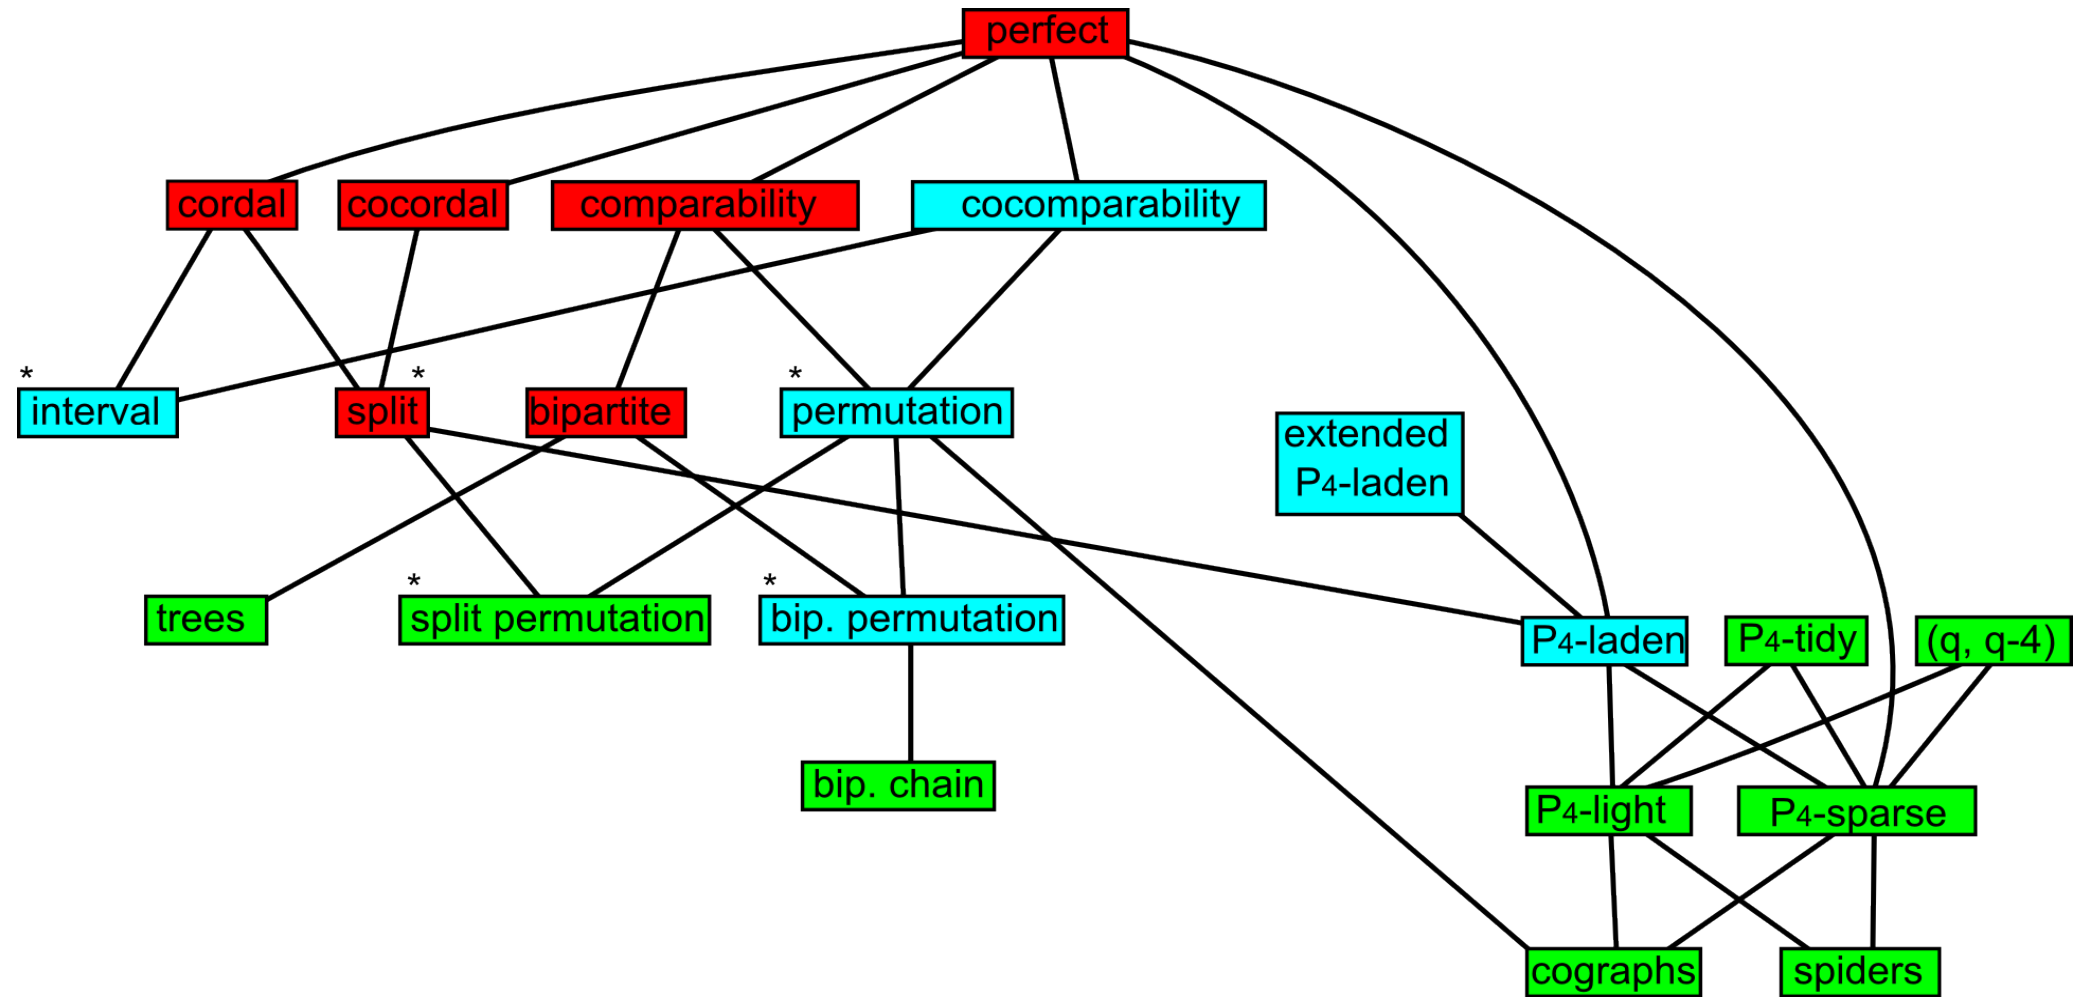 perfect
cordal
cocordal
comparability
cocomparability
*
*
*
interval
split
bipartite
permutation
extended
P4-laden
*
*
trees
split permutation
bip. permutation
P4-laden
P4-tidy
(q, q-4)
bip. chain
P4-light
P4-sparse
cographs
spiders